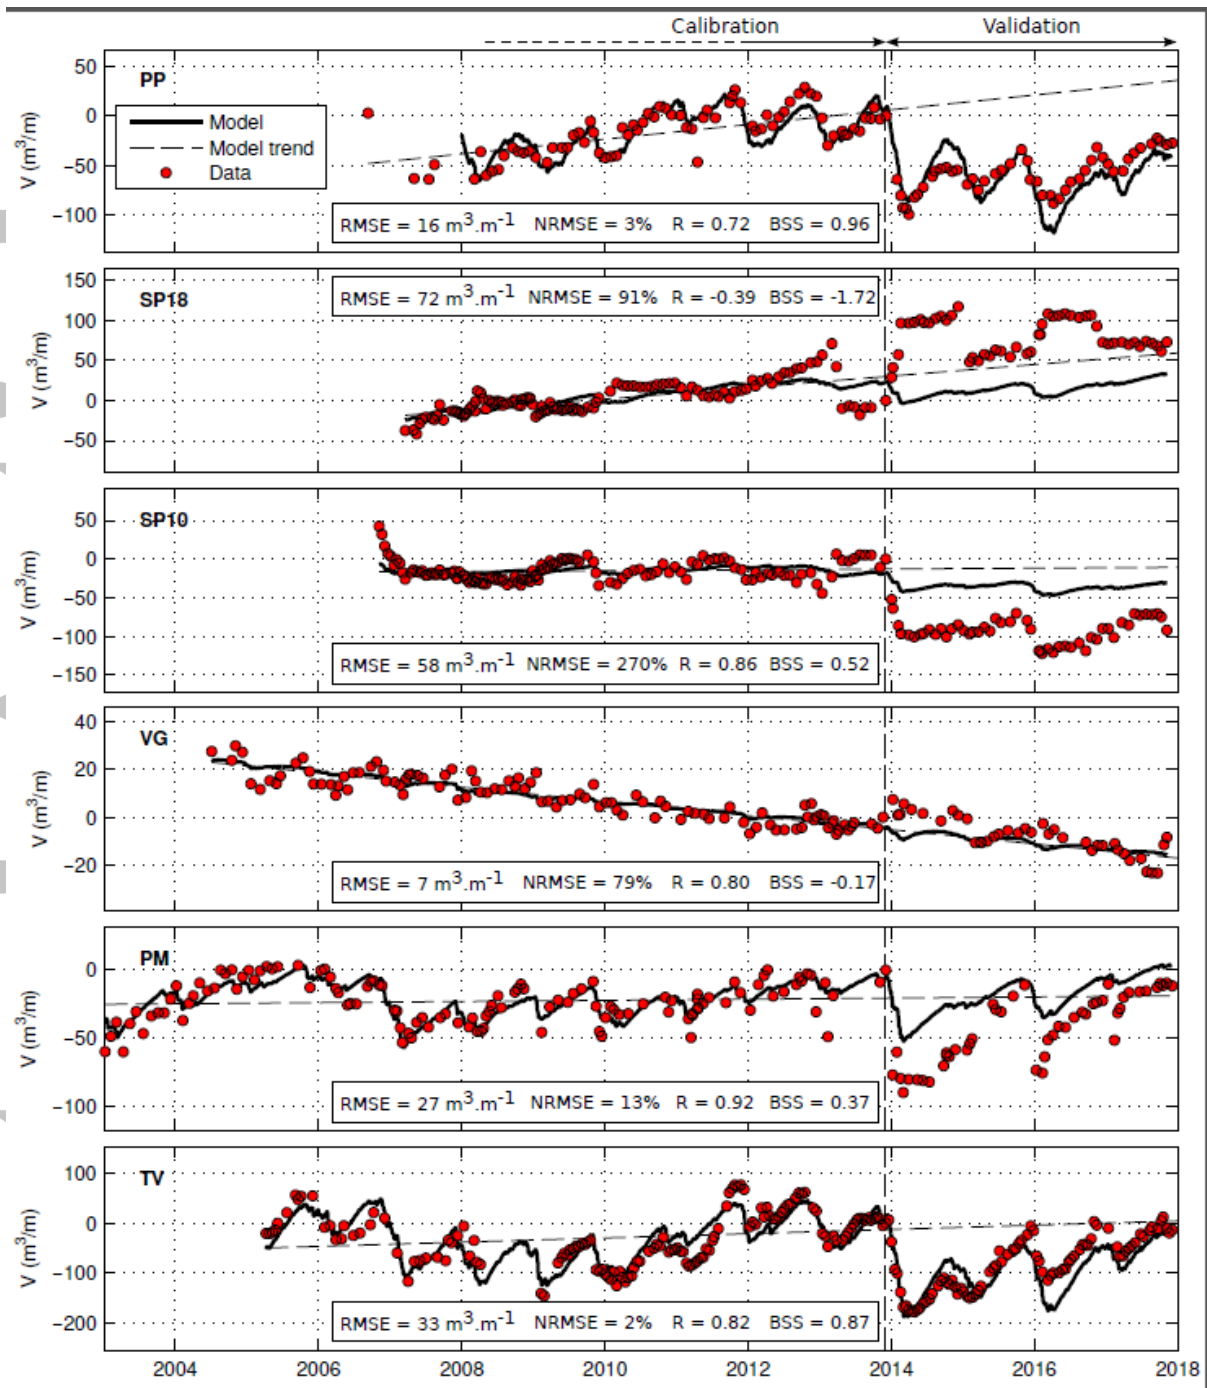 Calibration Validation
50
0
−50
−100
V (m³/m)
PP
Model
Model trend
Data
RMSE = 16 m³.m⁻¹ NRMSE = 3% R = 0.72 BSS = 0.96
150
100
50
0
−50
V (m³/m)
SP18
RMSE = 72 m³.m⁻¹ NRMSE = 91% R = -0.39 BSS = -1.72
50
0
−50
−100
−150
V (m³/m)
SP10
RMSE = 58 m³.m⁻¹ NRMSE = 270% R = 0.86 BSS = 0.52
40
20
0
−20
V (m³/m)
VG
RMSE = 7 m³.m⁻¹ NRMSE = 79% R = 0.80 BSS = -0.17
0
−50
−100
V (m³/m)
PM
RMSE = 27 m³.m⁻¹ NRMSE = 13% R = 0.92 BSS = 0.37
100
0
−100
−200
V (m³/m)
TV
RMSE = 33 m³.m⁻¹ NRMSE = 2% R = 0.82 BSS = 0.87
2004 2006 2008 2010 2012 2014 2016 2018